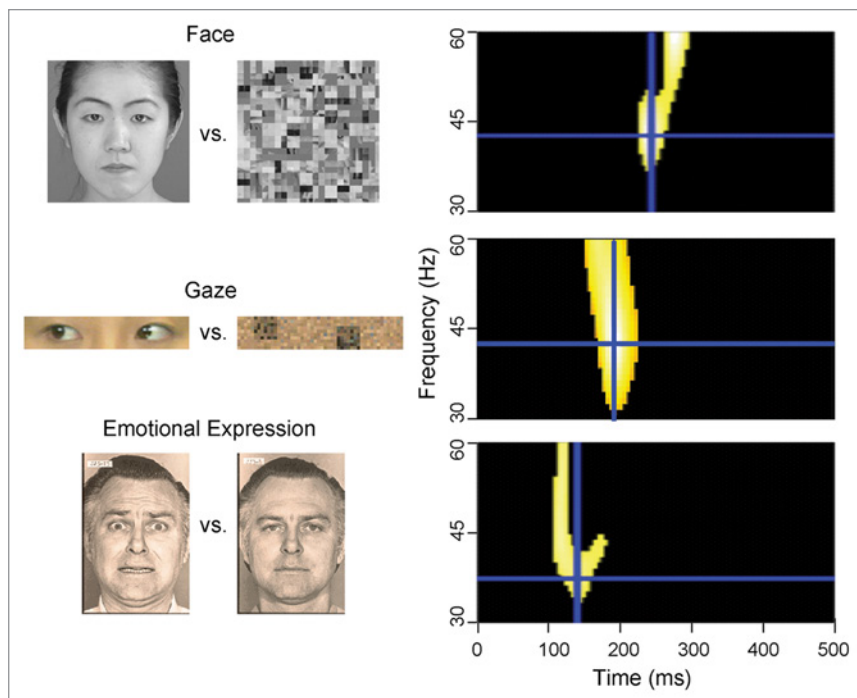 Face
vs.
60
45
30
Gaze
vs.
60
45
30
Emotional Expression
vs.
60
45
30
Frequency (Hz)
0 100 200 300 400 500
Time (ms)